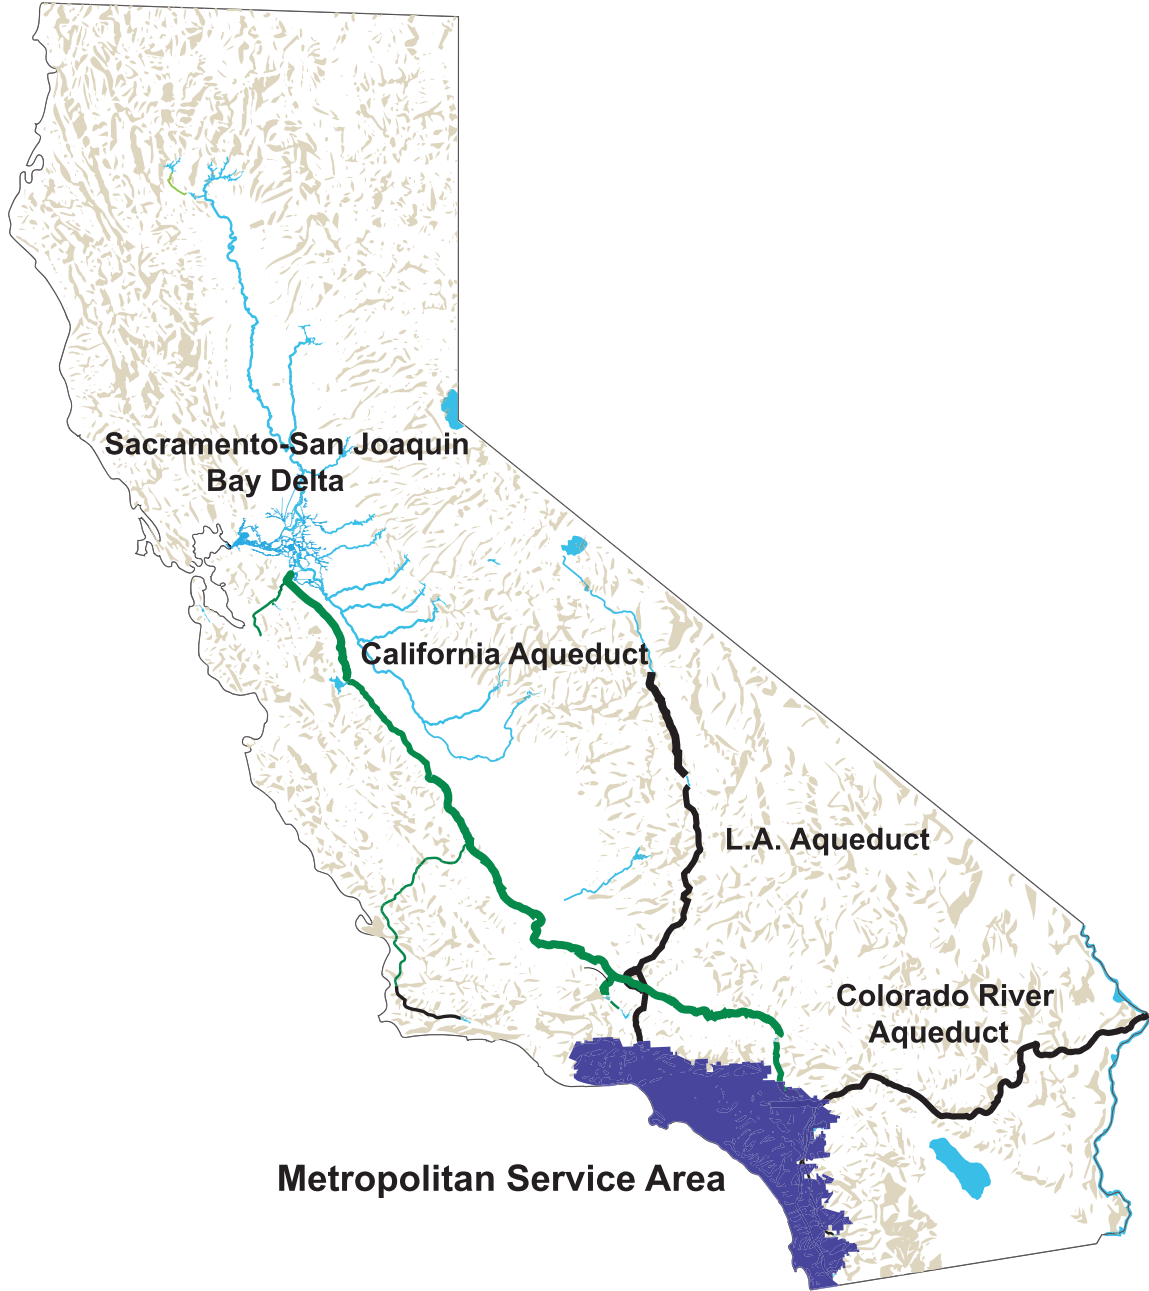 Sacramento-San Joaquin
Bay Delta
California Aqueduct
L.A. Aqueduct
Colorado River
Aqueduct
Metropolitan Service Area